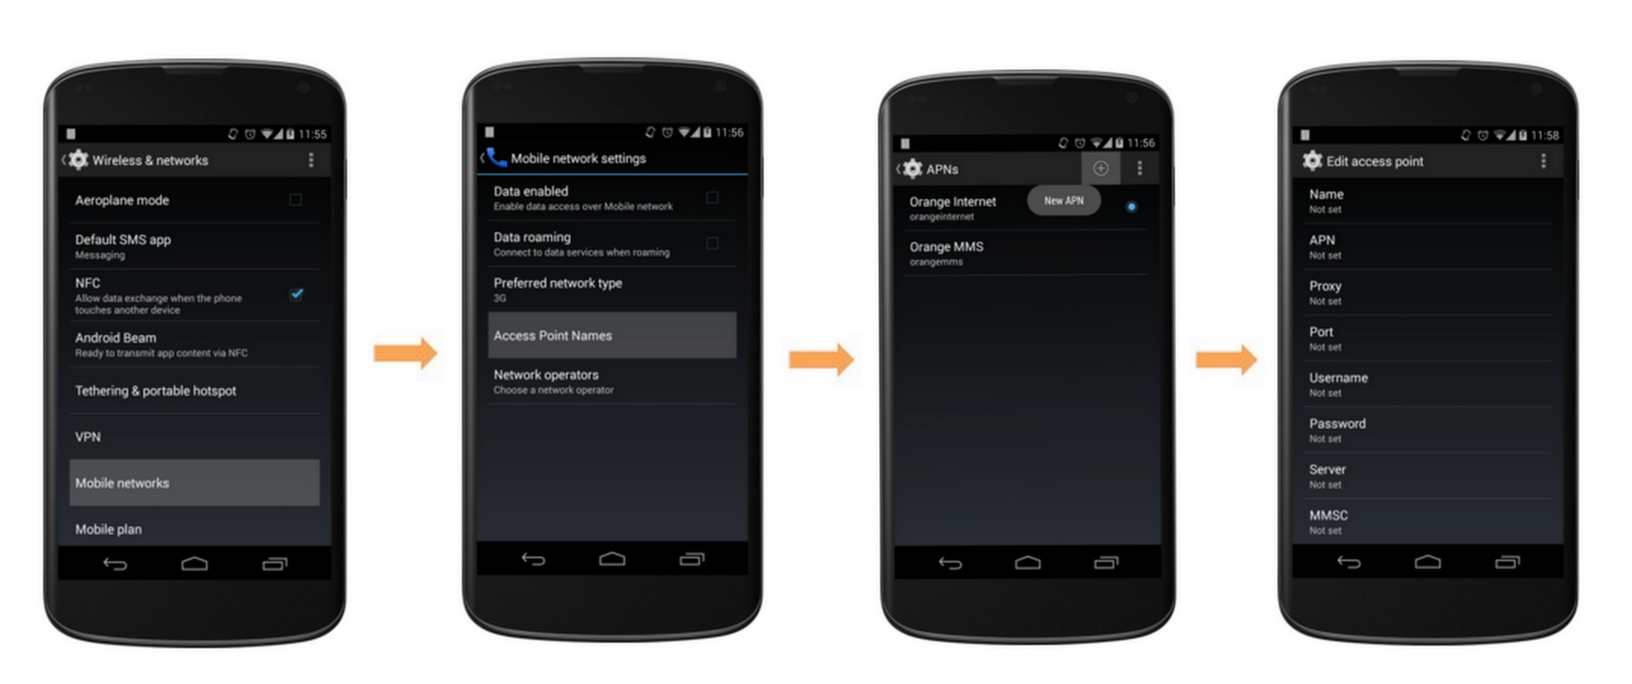 11:55
Wireless & networks
Aeroplane mode
Default SMS app
Messaging
NFC
Allow data exchange when the phone
touches another device
Android Beam
Ready to transmit app content via NFC
Tethering & portable hotspot
VPN
Mobile networks
Mobile plan
11:56
Mobile network settings
Data enabled
Enable data access over Mobile network
Data roaming
Connect to data services when roaming
Preferred network type
3G
Access Point Names
Network operators
Choose a network operator
11:56
APNs
Orange Internet
orangeinternet
New APN
Orange MMS
orangemms
11:58
Edit access point
Name
Not set
APN
Not set
Proxy
Not set
Port
Not set
Username
Not set
Password
Not set
Server
Not set
MMSC
Not set